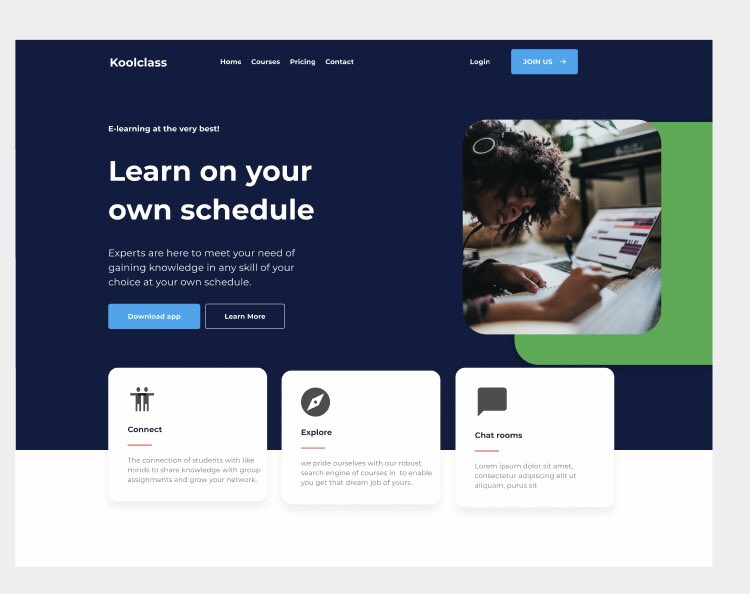 Koolclass
Home Courses Pricing Contact
Login
JOIN US →
E-learning at the very best!
Learn on your
own schedule
Experts are here to meet your need of
gaining knowledge in any skill of your
choice at your own schedule.
Download app
Learn More
Connect
The connection of students with like
minds to share knowledge with group
assignments and grow your network.
Explore
we pride ourselves with our robust
search engine of courses in to enable
you get that dream job of yours.
Chat rooms
Lorem ipsum dolor sit amet,
consectetur adipiscing elit ut
aliquam, purus sit